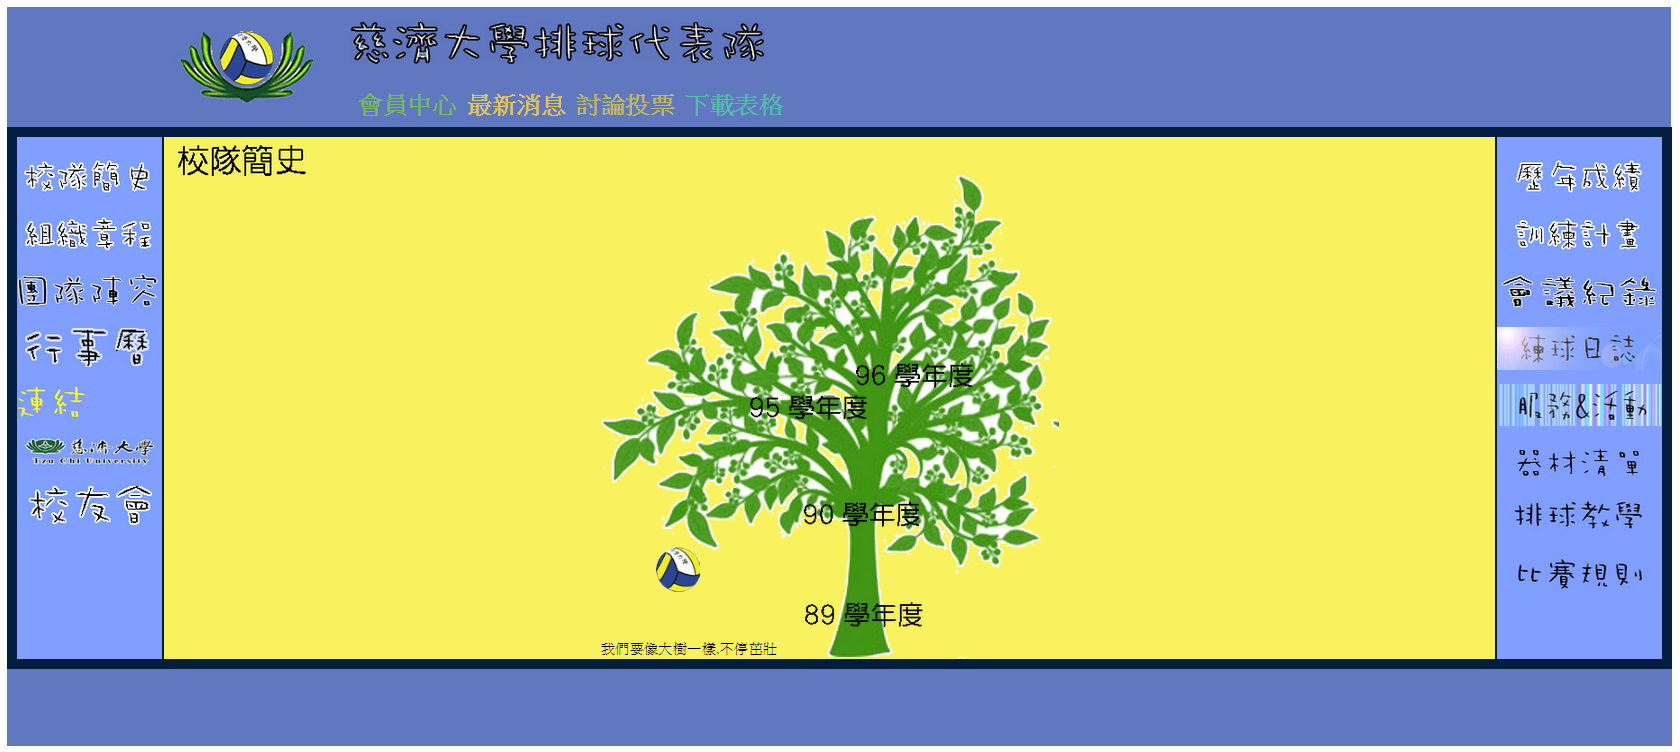 慈濟大學排球代表隊
會員中心 最新消息 討論投票 下載表格
校隊簡史
組織章程
團隊陣容
行事曆
連結
慈濟大學
Tzu Chi University
校友會
校隊簡史
96 學年度
95 學年度
90 學年度
89 學年度
我們要像大樹一樣,不停茁壯
歷年成績
訓練計畫
會議紀錄
練球日誌
服務&活動
器材清單
排球教學
比賽規則